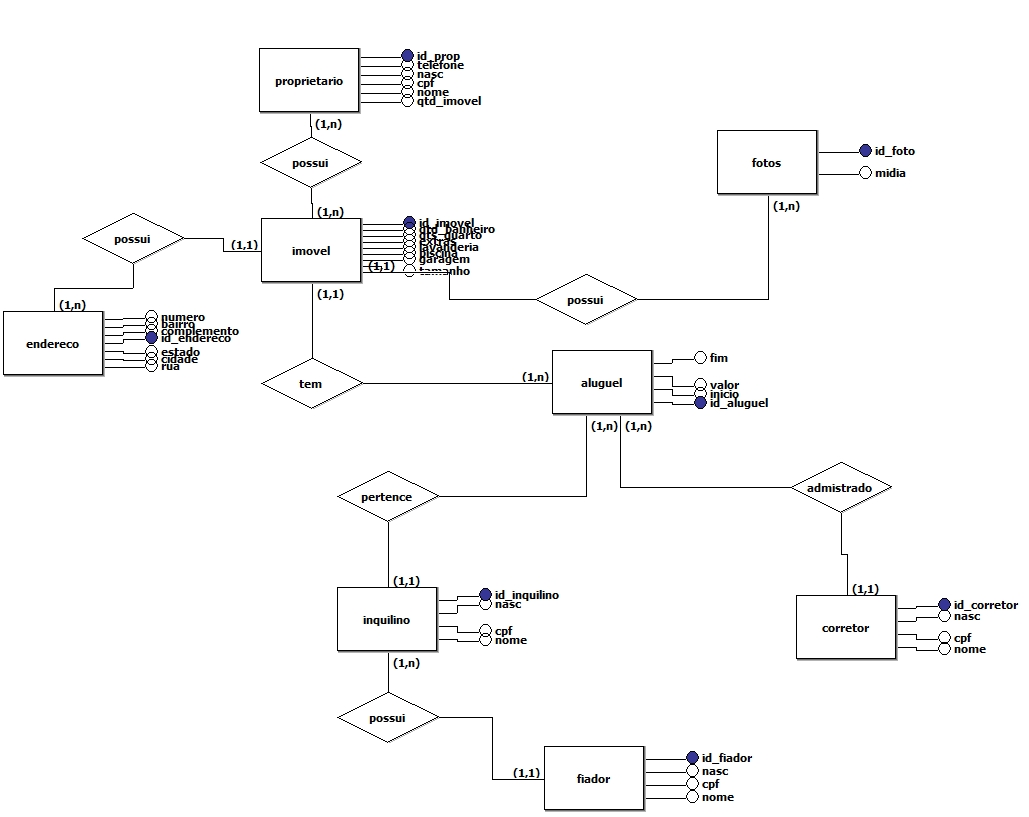 proprietario
id_prop
telefone
nasc
cpf
nome
qtd_imovel
(1,n)
possui
(1,n)
fotos
id_foto
midia
(1,n)
possui
(1,1)
imovel
id_imovel
qtd_banheiro
qts_quarto
extras
lavanderia
piscina
garagem
(1,1)
tamanho
(1,1)
possui
(1,n)
endereco
numero
bairro
complemento
id_endereco
estado
cidade
rua
tem
(1,n)
aluguel
fim
valor
inicio
id_aluguel
(1,n)
(1,n)
pertence
admistrado
(1,1)
(1,1)
inquilino
id_inquilino
nasc
cpf
nome
corretor
id_corretor
nasc
cpf
nome
(1,n)
possui
(1,1)
fiador
id_fiador
nasc
cpf
nome